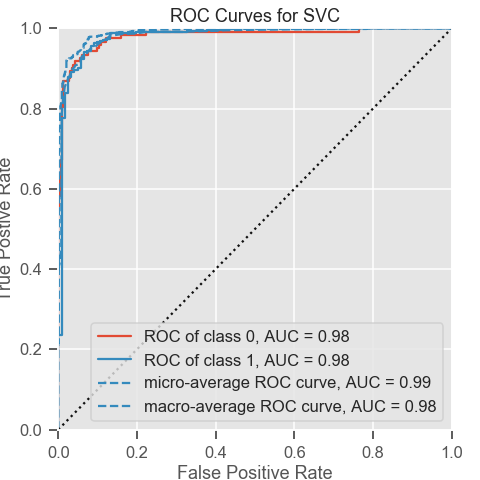 ROC Curves for SVC
1.0
0.8
0.6
0.4
0.2
0.0
True Postive Rate
ROC of class 0, AUC = 0.98
ROC of class 1, AUC = 0.98
micro-average ROC curve, AUC = 0.99
macro-average ROC curve, AUC = 0.98
0.0 0.2 0.4 0.6 0.8 1.0
False Positive Rate